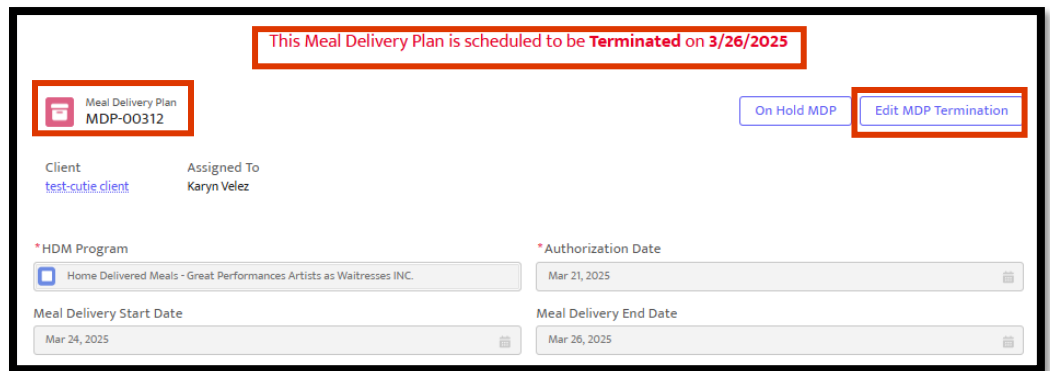 This Meal Delivery Plan is scheduled to be Terminated on 3/26/2025
Meal Delivery Plan
MDP-00312
On Hold MDP
Edit MDP Termination
Client
Assigned To
test-cutie client
Karyn Velez
*HDM Program
*Authorization Date
Home Delivered Meals - Great Performances Artists as Waitresses INC.
Mar 21, 2025
Meal Delivery Start Date
Meal Delivery End Date
Mar 24, 2025
Mar 26, 2025